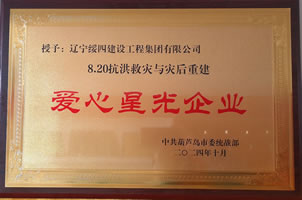 授予：辽宁绥四建设工程集团有限公司
8.20抗洪救灾与灾后重建
爱心星光企业
中共葫芦岛市委统战部
二〇二四年十月